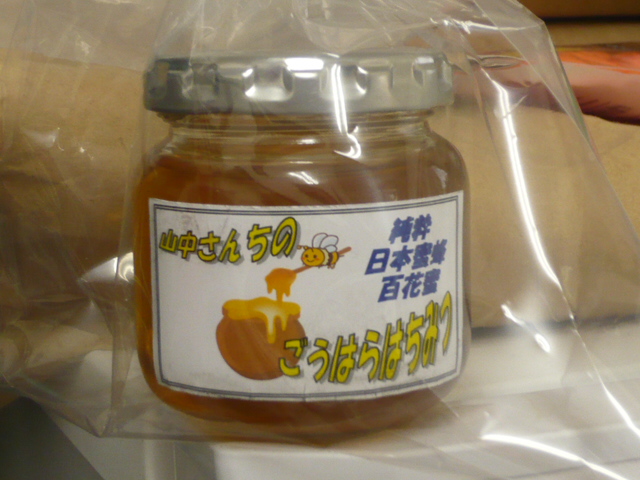 山中さんちの
純粋
日本蜜蜂
百花蜜
ごうはらはちみつ